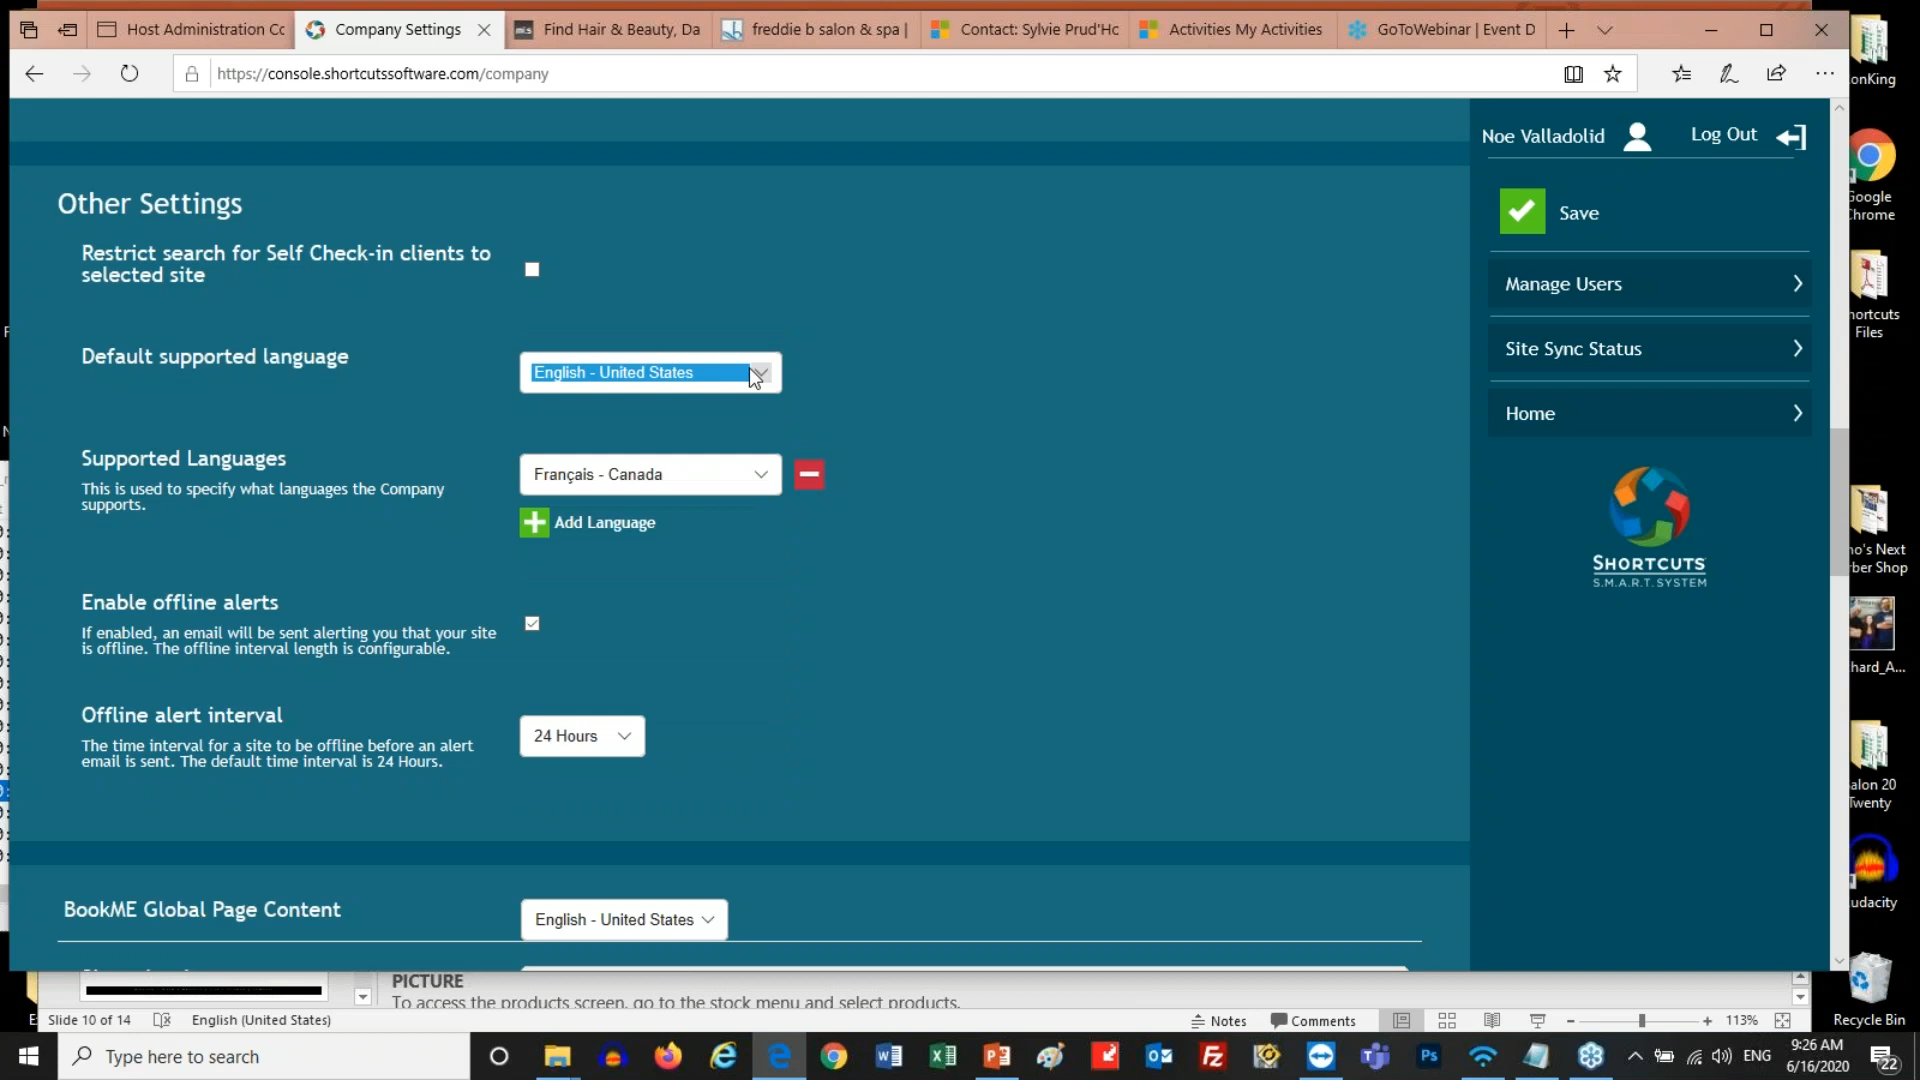 Host Administration Co
Company Settings
Find Hair & Beauty, Da
freddie b salon & spa |
Contact: Sylvie Prud'Hc
Activities My Activities
GoToWebinar | Event D
https://console.shortcutssoftware.com/company
Noe Valladolid
Log Out
Save
Manage Users
Site Sync Status
Home
SHORTCUTS
S.M.A.R.T. SYSTEM
Other Settings
Restrict search for Self Check-in clients to
selected site
Default supported language
English - United States
Supported Languages
This is used to specify what languages the Company
supports.
Français - Canada
Add Language
Enable offline alerts
If enabled, an email will be sent alerting you that your site
is offline. The offline interval length is configurable.
Offline alert interval
The time interval for a site to be offline before an alert
email is sent. The default time interval is 24 Hours.
24 Hours
BookME Global Page Content
English - United States
PICTURE
To access the products screen, go to the stock menu and select products.
Slide 10 of 14
English (United States)
Notes
Comments
113%
onKing
Google
Chrome
hortcuts
Files
ho's Next
rber Shop
hard_A...
alon 20
Twenty
udacity
Recycle Bin
Type here to search
ENG
9:26 AM
6/16/2020
22